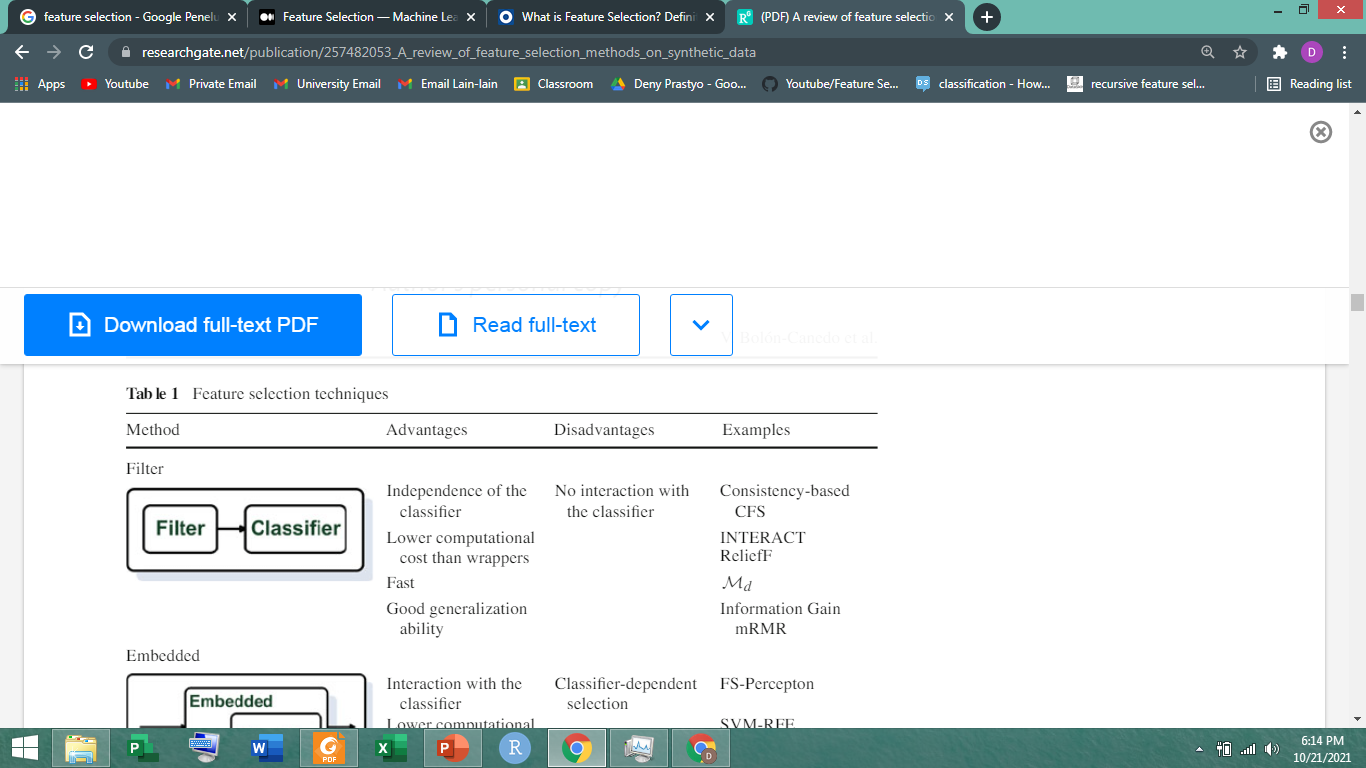 feature selection - Google Penelu
Feature Selection — Machine Lea
What is Feature Selection? Defini
(PDF) A review of feature selectio
researchgate.net/publication/257482053_A_review_of_feature_selection_methods_on_synthetic_data
D
Apps
Youtube
Private Email
University Email
Email Lain-lain
Classroom
Deny Prastyo - Goo...
Youtube/Feature Se...
classification - How...
recursive feature sel...
Reading list
Download full-text PDF
Read full-text
Bolón-Canedo et al.
Table 1 Feature selection techniques
Method Advantages Disadvantages Examples
Filter
Filter Classifier
Independence of the
classifier
Lower computational
cost than wrappers
Fast
Good generalization
ability
No interaction with
the classifier
Consistency-based
CFS
INTERACT
ReliefF
Md
Information Gain
mRMR
Embedded
Embedded
Interaction with the
classifier
Lower computational
Classifier-dependent
selection
FS-Percepton
SVM-RFE
6:14 PM
10/21/2021